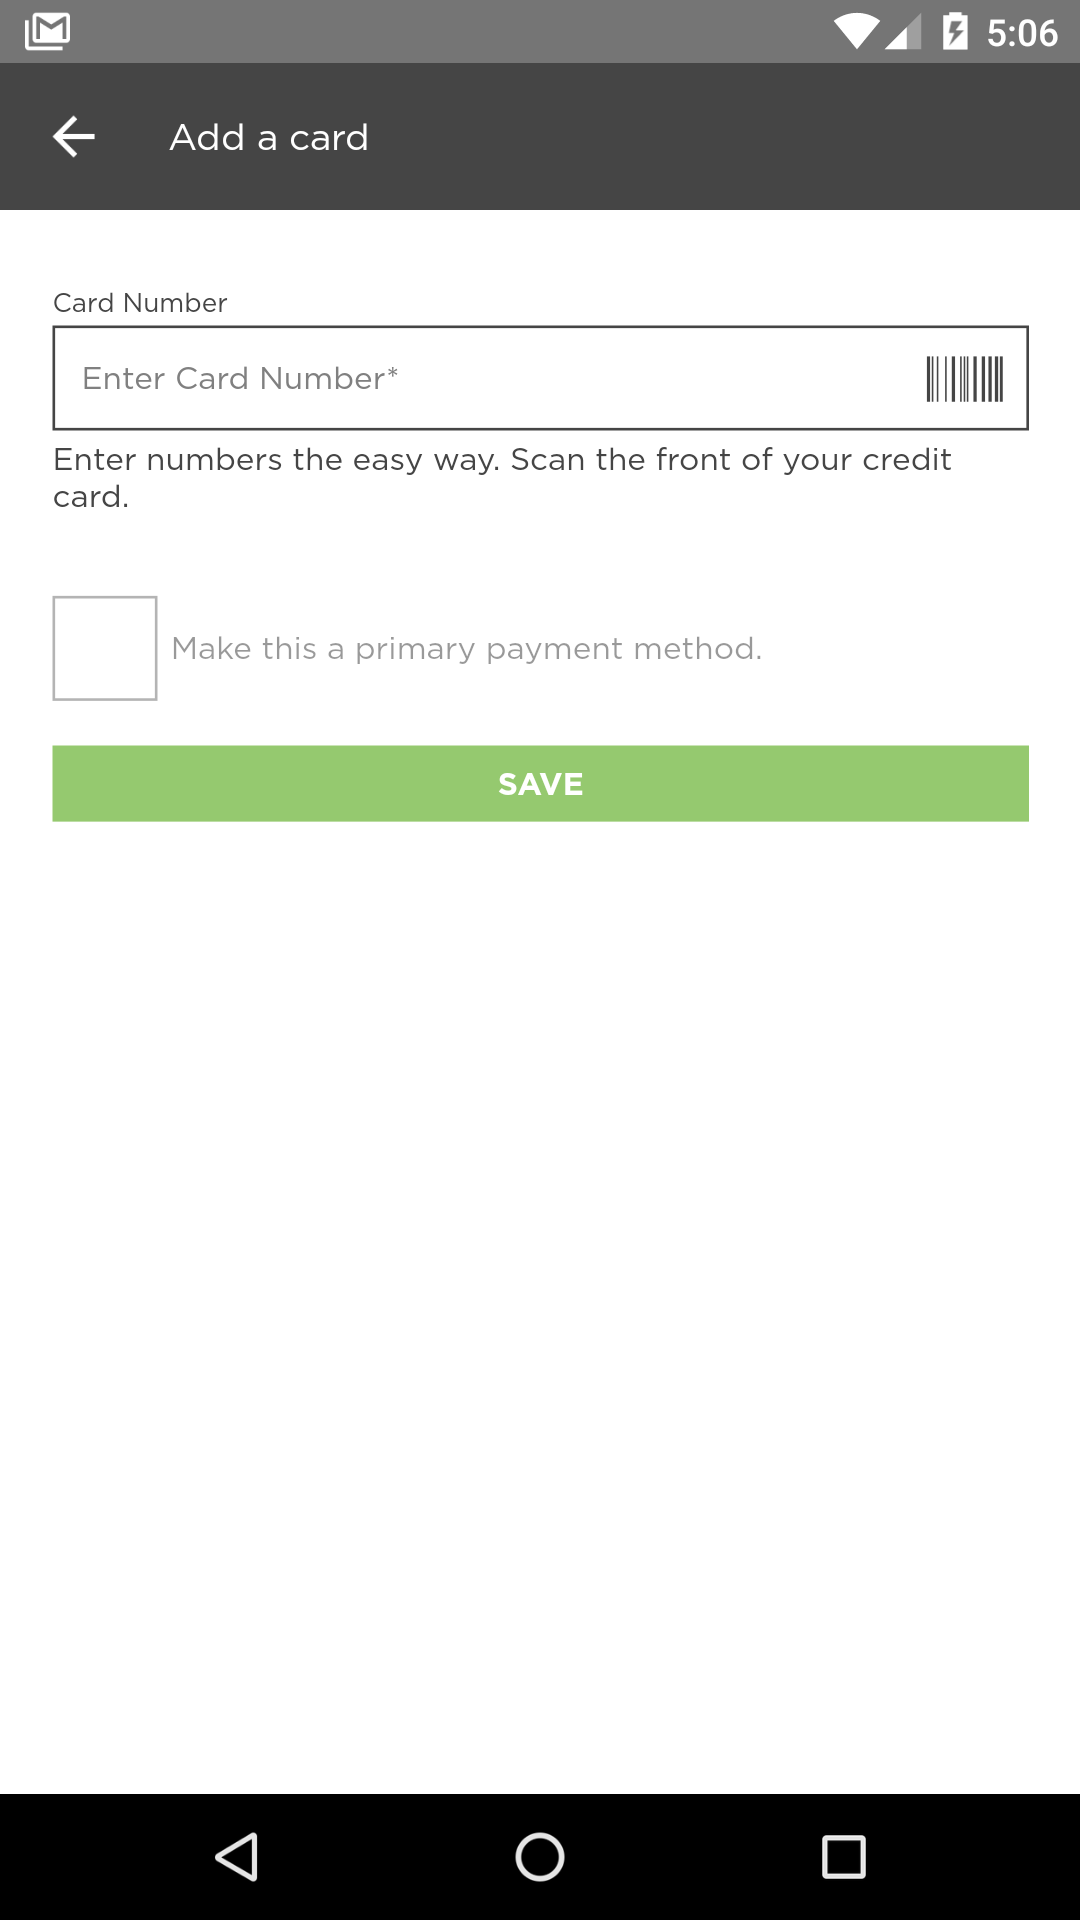 5:06
Add a card
Card Number
Enter Card Number*
Enter numbers the easy way. Scan the front of your credit
card.
Make this a primary payment method.
SAVE